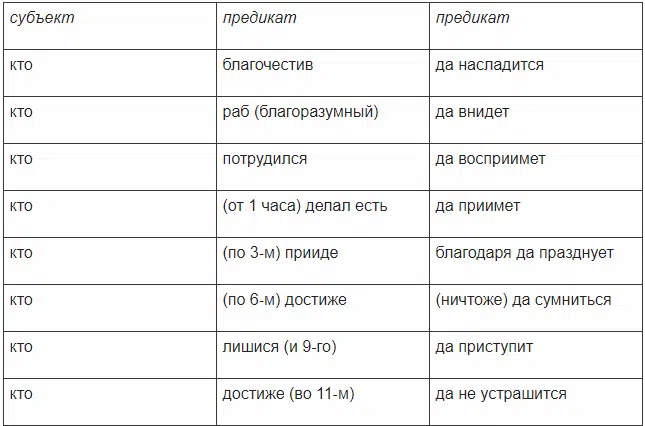 субъект предикат предикат
кто благочестив да насладится
кто раб (благоразумный) да внидет
кто потрудился да восприимет
кто (от 1 часа) делал есть да приимет
кто (по 3-м) прииде благодаря да празднует
кто (по 6-м) достиже (ничтоже) да сумниться
кто лишися (и 9-го) да приступит
кто достиже (во 11-м) да не устрашится